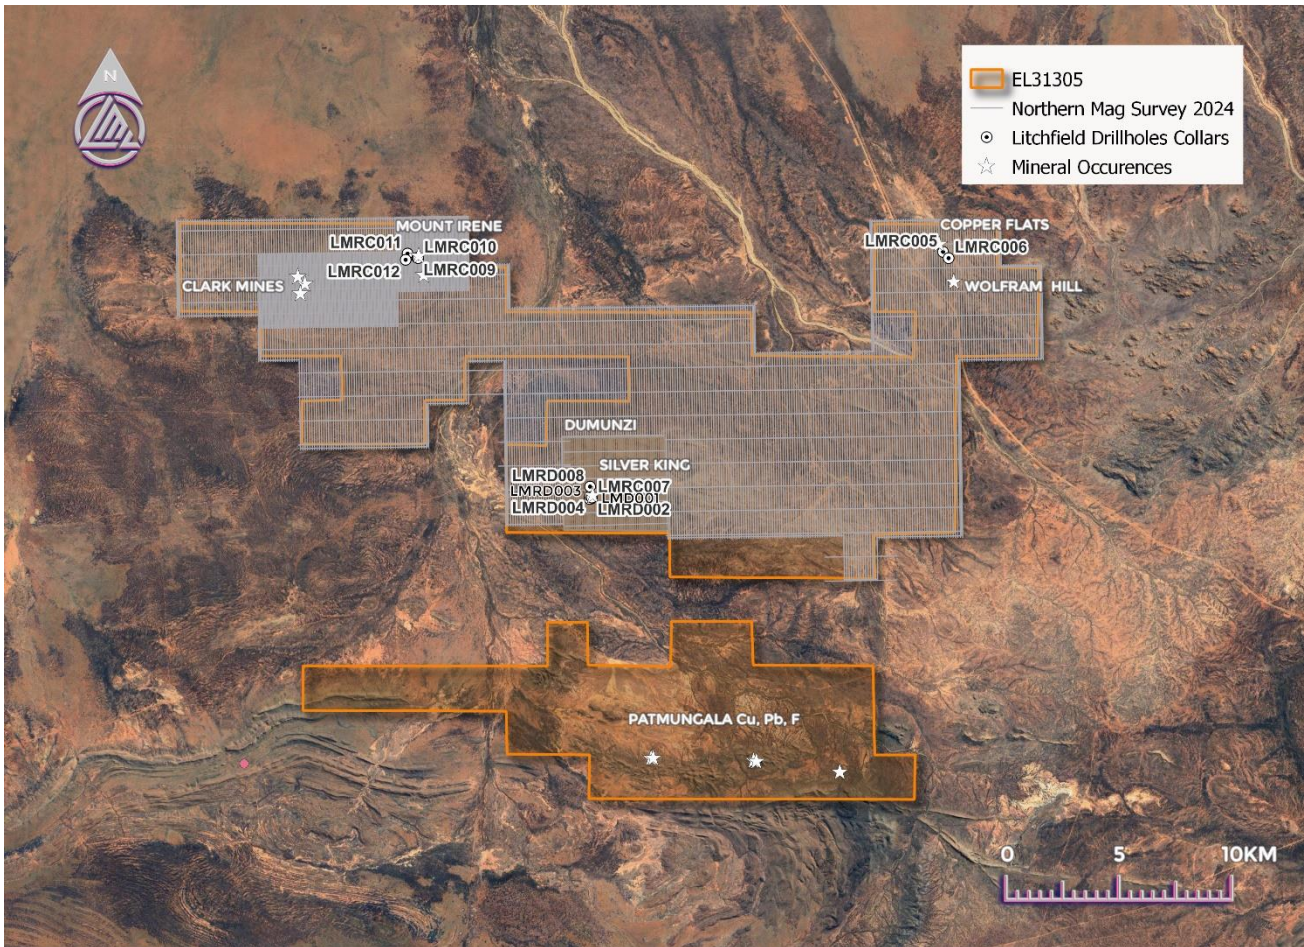 N
EL31305
Northern Mag Survey 2024
Litchfield Drillholes Collars
Mineral Occurences
MOUNT IRENE
LMRC011
LMRC010
LMRC012
LMRC009
CLARK MINES
COPPER FLATS
LMRC005
LMRC006
WOLFRAM HILL
DUMUNZI
SILVER KING
LMRD008
LMRC007
LMRD003
LMD001
LMRD004
LMRD002
PATMUNGALA Cu, Pb, F
0 5 10KM